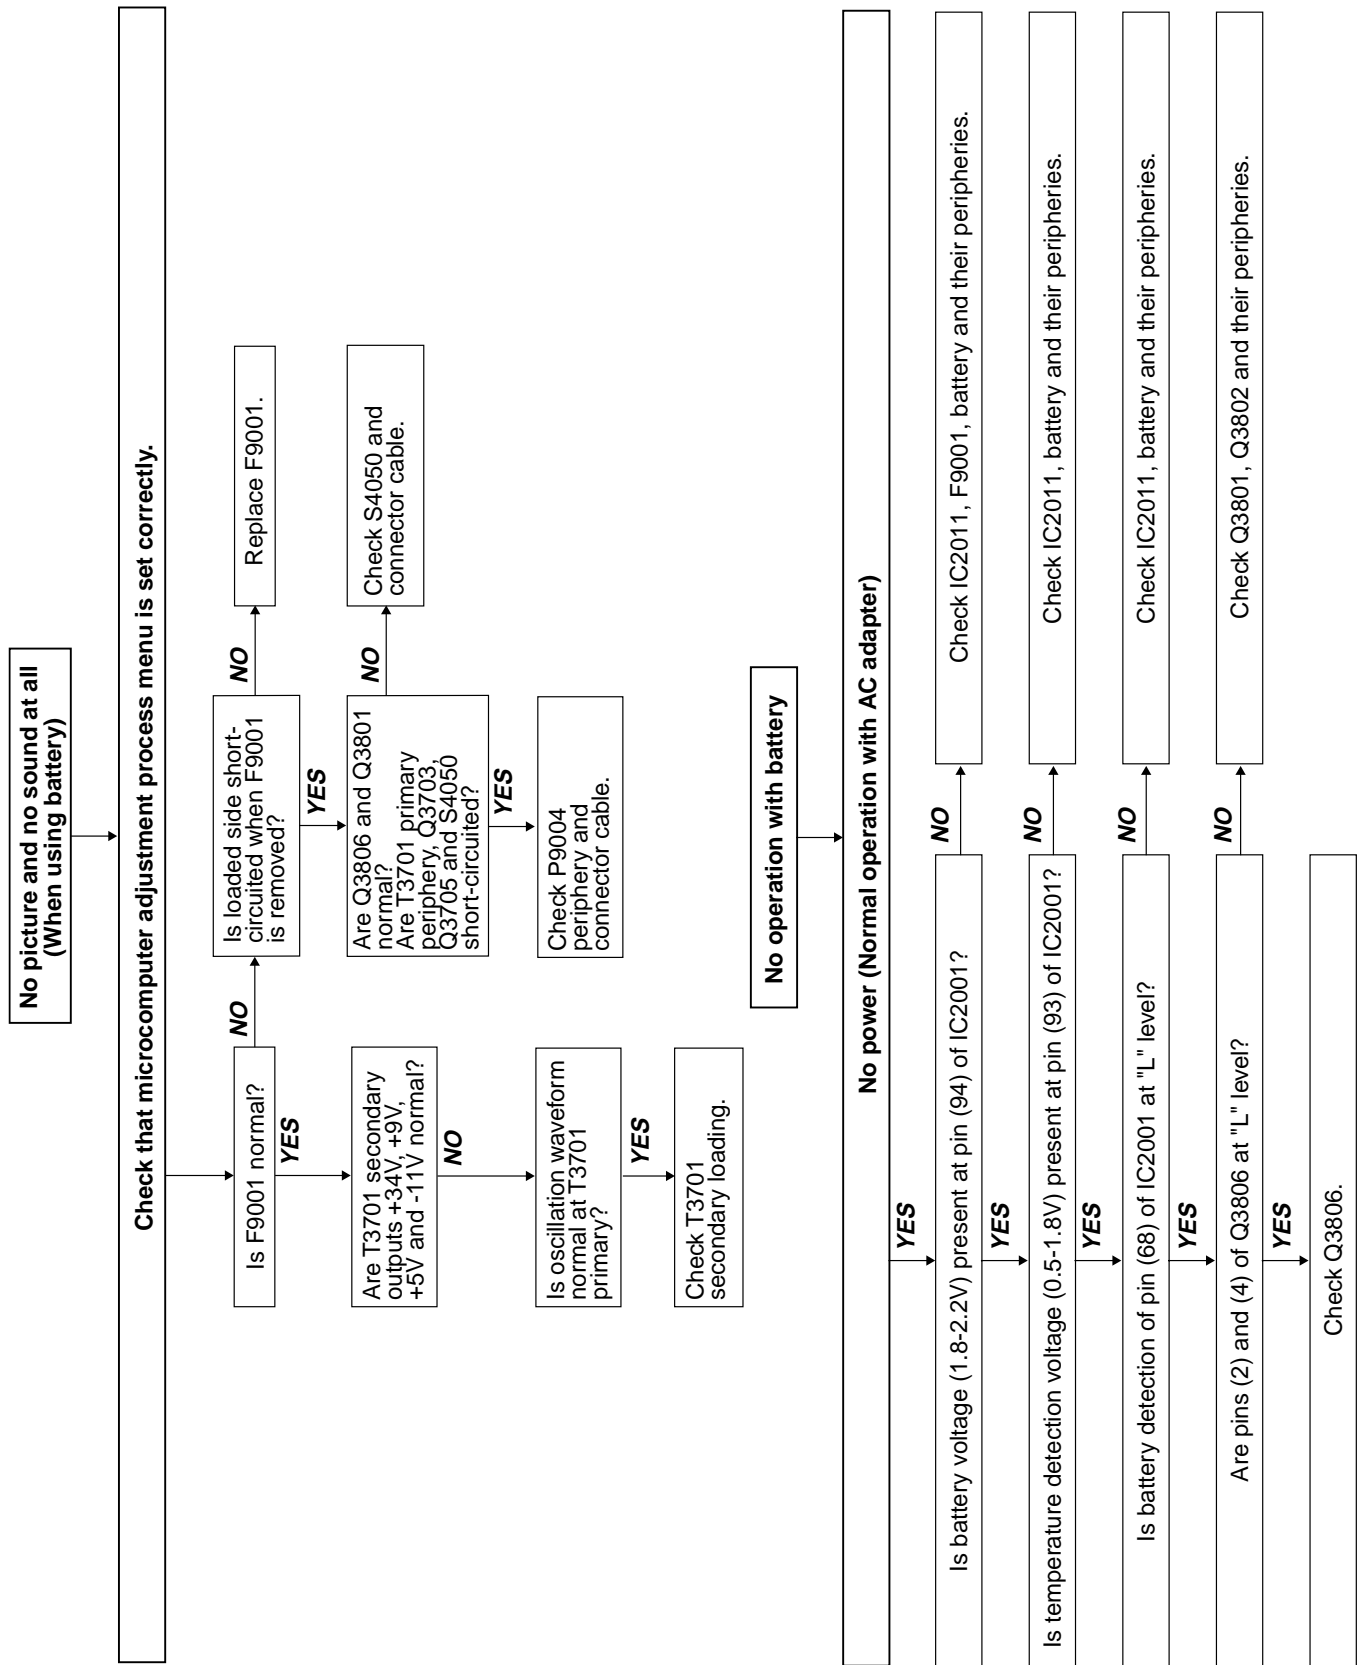 No picture and no sound at all
(When using battery)
Check that microcomputer adjustment process menu is set correctly.
Is F9001 normal?
NO
Is loaded side short-
circuited when F9001
is removed?
NO
Replace F9001.
YES
YES
Are T3701 secondary
outputs +34V, +9V,
+5V and -11V normal?
Are Q3806 and Q3801
normal?
Are T3701 primary
periphery, Q3703,
Q3705 and S4050
short-circuited?
NO
Check S4050 and
connector cable.
NO
YES
Is oscillation waveform
normal at T3701
primary?
Check P9004
periphery and
connector cable.
YES
Check T3701
secondary loading.
No operation with battery
No power (Normal operation with AC adapter)
YES
Is battery voltage (1.8-2.2V) present at pin (94) of IC2001?
NO
Check IC2011, F9001, battery and their peripheries.
YES
Is temperature detection voltage (0.5-1.8V) present at pin (93) of IC2001?
NO
Check IC2011, battery and their peripheries.
YES
Is battery detection of pin (68) of IC2001 at "L" level?
NO
Check IC2011, battery and their peripheries.
YES
Are pins (2) and (4) of Q3806 at "L" level?
NO
Check Q3801, Q3802 and their peripheries.
YES
Check Q3806.